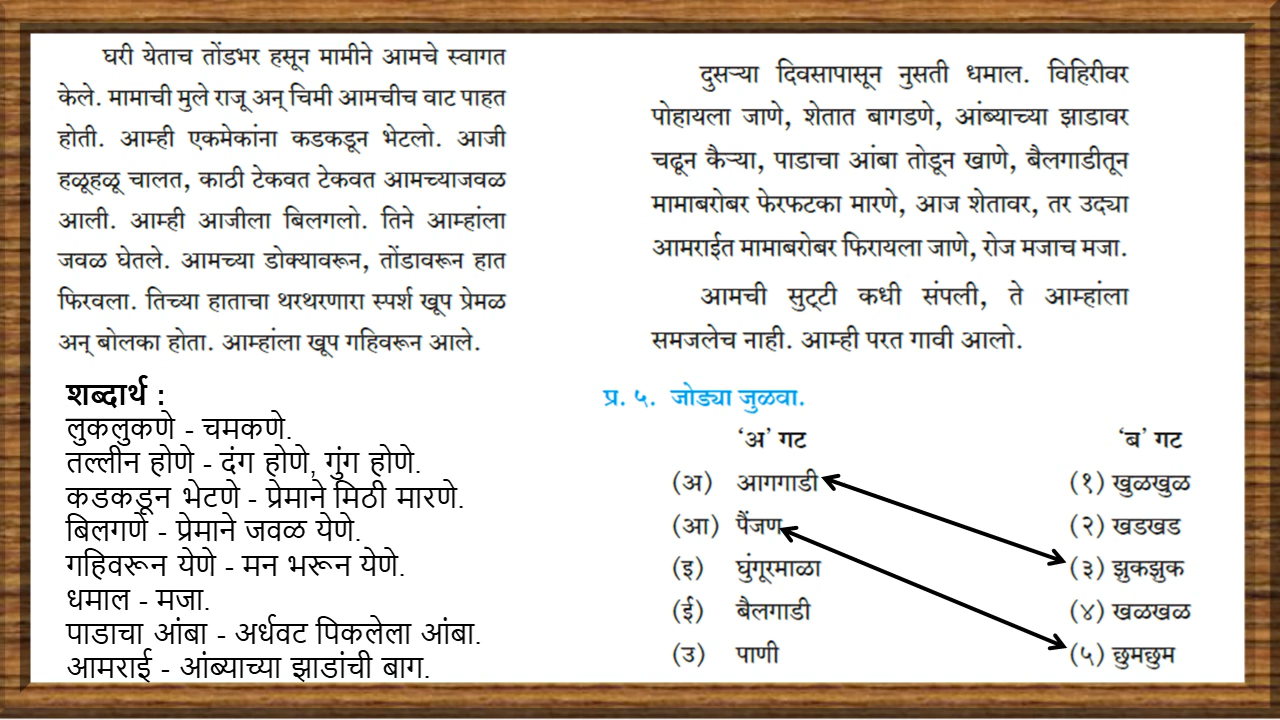 घरी येताच तोंडभर हसून मामीने आमचे स्वागत
केले. मामाची मुले राजू अन् चिमी आमचीच वाट पाहत
होती. आम्ही एकमेकांना कडकडून भेटलो. आजी
हळूहळू चालत, काठी टेकवत टेकवत आमच्याजवळ
आली. आम्ही आजीला बिलगलो. तिने आम्हांला
जवळ घेतले. आमच्या डोक्यावरून, तोंडावरून हात
फिरवला. तिच्या हाताचा थरथरणारा स्पर्श खूप प्रेमळ
अन् बोलका होता. आम्हांला खूप गहिवरून आले.
शब्दार्थ :
लुकलुकणे - चमकणे.
तल्लीन होणे - दंग होणे, गुंग होणे.
कडकडून भेटणे - प्रेमाने मिठी मारणे.
बिलगणे - प्रेमाने जवळ येणे.
गहिवरून येणे - मन भरून येणे.
धमाल - मजा.
पाडाचा आंबा - अर्धवट पिकलेला आंबा.
आमराई - आंब्याच्या झाडांची बाग.
दुसऱ्या दिवसापासून नुसती धमाल. विहिरीवर
पोहायला जाणे, शेतात बागडणे, आंब्याच्या झाडावर
चढून कैऱ्या, पाडाचा आंबा तोडून खाणे, बैलगाडीतून
मामाबरोबर फेरफटका मारणे, आज शेतावर, तर उद्या
आमराईत मामाबरोबर फिरायला जाणे, रोज मजाच मजा.
आमची सुट्टी कधी संपली, ते आम्हांला
समजलेच नाही. आम्ही परत गावी आलो.
प्र. ५. जोड्या जुळवा.
‘अ’ गट ‘ब’ गट
(अ) आगगाडी (१) खुळखुळ
(आ) पैंजण (२) खडखड
(इ) घुंगूरमाळा (३) झुकझुक
(ई) बैलगाडी (४) खळखळ
(उ) पाणी (५) छुमछुम